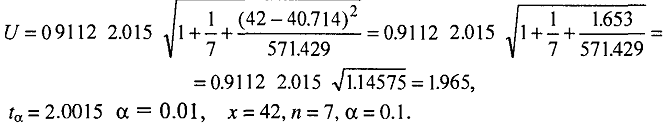 U = 0 9112 2.015 √(1 + 1/7 + (42 − 40.714)²/571.429) = 0.9112 2.015 √(1 + 1/7 + 1.653/571.429) =
= 0.9112 2.015 √1.14575 = 1.965,
tα = 2.0015 α = 0.01, x = 42, n = 7, α = 0.1.